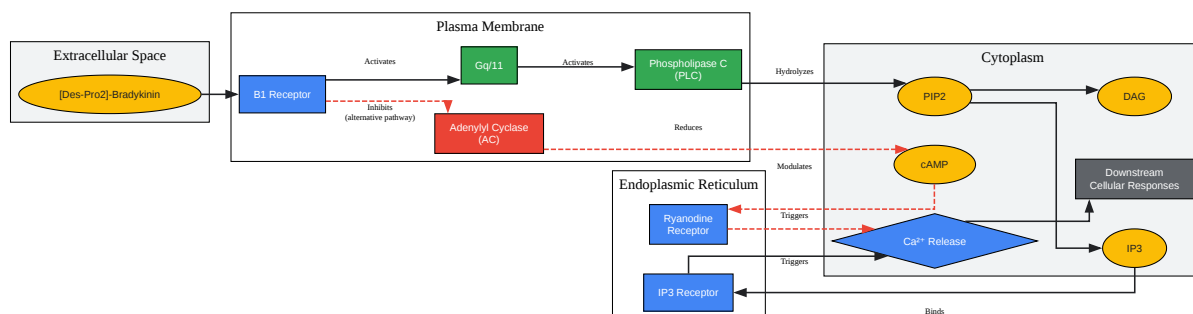 Extracellular Space
[Des-Pro2]-Bradykinin
Plasma Membrane
B1 Receptor
Activates
Gq/11
Activates
Phospholipase C
(PLC)
Inhibits
(alternative pathway)
Adenylyl Cyclase
(AC)
Hydrolyzes
Reduces
Modulates
Cytoplasm
PIP2
DAG
cAMP
Downstream
Cellular Responses
Endoplasmic Reticulum
Ryanodine
Receptor
Triggers
Ca²⁺ Release
IP3
Triggers
IP3 Receptor
Binds